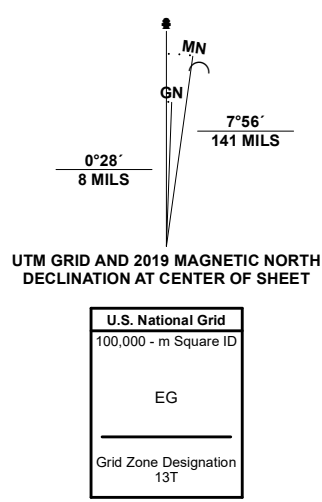 MN
GN
7°56´
141 MILS
0°28´
8 MILS
UTM GRID AND 2019 MAGNETIC NORTH
DECLINATION AT CENTER OF SHEET
U.S. National Grid
100,000 - m Square ID
EG
Grid Zone Designation
13T